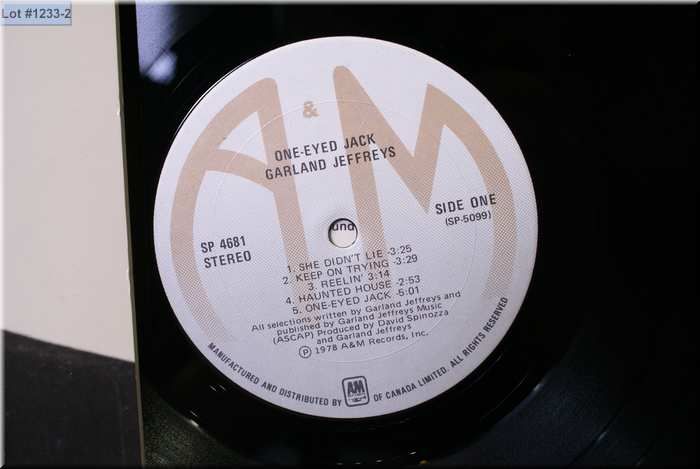 Lot #1233-2
A&M
ONE-EYED JACK
GARLAND JEFFREYS
SP 4681
STEREO
SIDE ONE
(SP-5099)
una
1. SHE DIDN'T LIE -3:25
2. KEEP ON TRYING -3:29
3. REELIN' 3:14
4. HAUNTED HOUSE -2:53
5. ONE-EYED JACK -5:01
All selections written by Garland Jeffreys and
published by Garland Jeffreys Music
(ASCAP) Produced by David Spinozza
and Garland Jeffreys
Ⓟ 1978 A&M Records, Inc.
MANUFACTURED AND DISTRIBUTED BY A&M OF CANADA LIMITED. ALL RIGHTS RESERVED